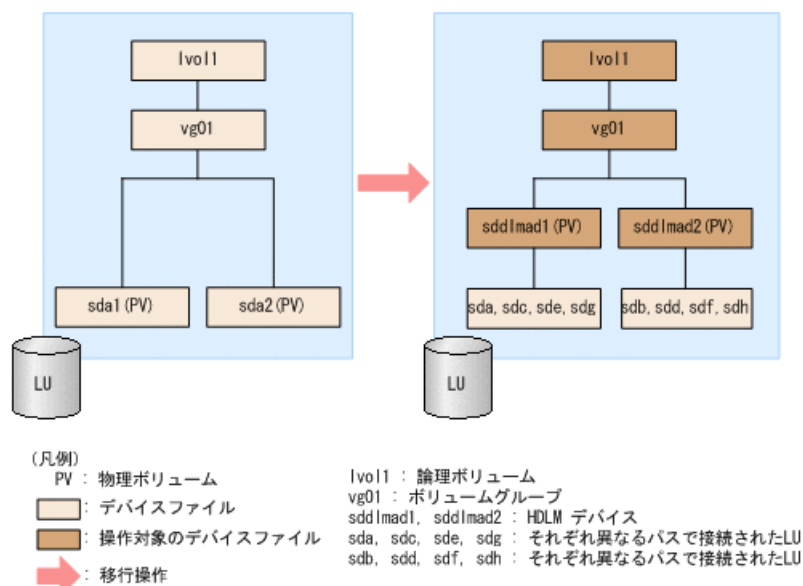 lvol1
vg01
sda1(PV)
sda2(PV)
LU
lvol1
vg01
sddlmad1(PV)
sddlmad2(PV)
sda, sdc, sde, sdg
sdb, sdd, sdf, sdh
LU
(凡例)
PV : 物理ボリューム
: デバイスファイル
: 操作対象のデバイスファイル
: 移行操作
lvol1 : 論理ボリューム
vg01 : ボリュームグループ
sddlmad1, sddlmad2 : HDLM デバイス
sda, sdc, sde, sdg : それぞれ異なるパスで接続されたLU
sdb, sdd, sdf, sdh : それぞれ異なるパスで接続されたLU